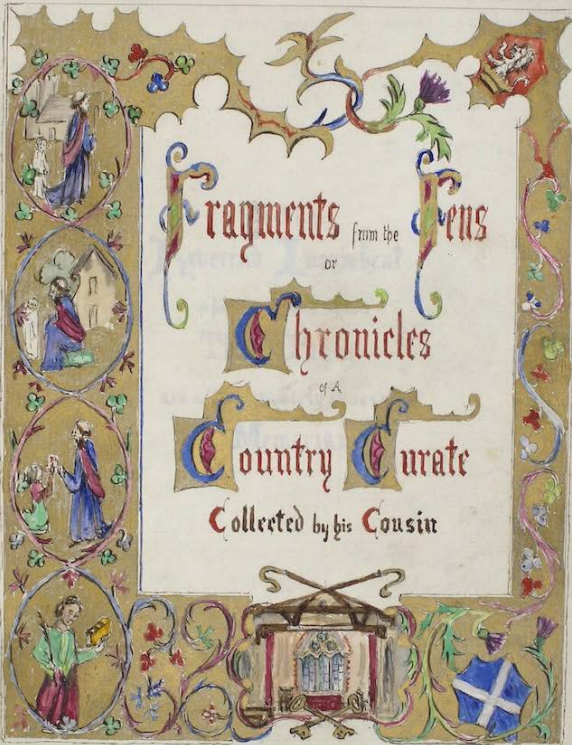 Fragments from the Fens
or
Chronicles
of A
Country Curate
Collected by his Cousin